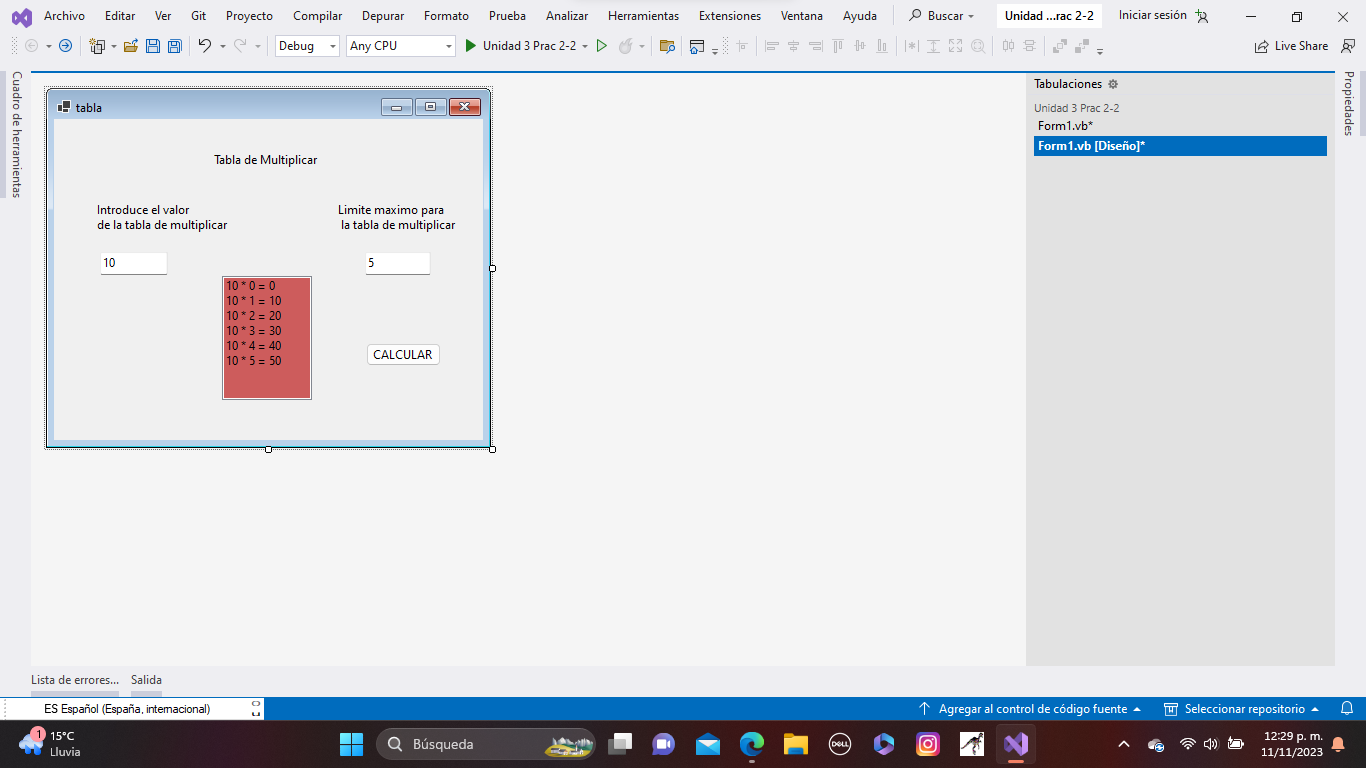 Archivo Editar Ver Git Proyecto Compilar Depurar Formato Prueba Analizar Herramientas Extensiones Ventana Ayuda Buscar Unidad ...rac 2-2 Iniciar sesión
Debug Any CPU Unidad 3 Prac 2-2 Live Share
Cuadro de herramientas
tabla
Tabla de Multiplicar
Introduce el valor
de la tabla de multiplicar
Limite maximo para
la tabla de multiplicar
10
5
10 * 0 = 0
10 * 1 = 10
10 * 2 = 20
10 * 3 = 30
10 * 4 = 40
10 * 5 = 50
CALCULAR
Tabulaciones
Unidad 3 Prac 2-2
Form1.vb*
Form1.vb [Diseño]*
Propiedades
Lista de errores... Salida
ES Español (España, internacional) Agregar al control de código fuente Seleccionar repositorio
1
15°C
Lluvia
Búsqueda
DELL
12:29 p. m.
11/11/2023